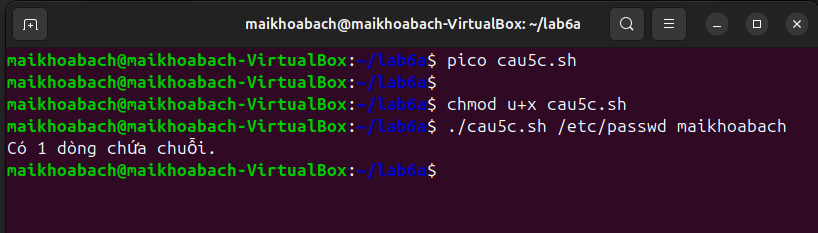 maikhoabach@maikhoabach-VirtualBox: ~/lab6a
maikhoabach@maikhoabach-VirtualBox:~/lab6a$ pico cau5c.sh
maikhoabach@maikhoabach-VirtualBox:~/lab6a$
maikhoabach@maikhoabach-VirtualBox:~/lab6a$ chmod u+x cau5c.sh
maikhoabach@maikhoabach-VirtualBox:~/lab6a$ ./cau5c.sh /etc/passwd maikhoabach
Có 1 dòng chứa chuỗi.
maikhoabach@maikhoabach-VirtualBox:~/lab6a$